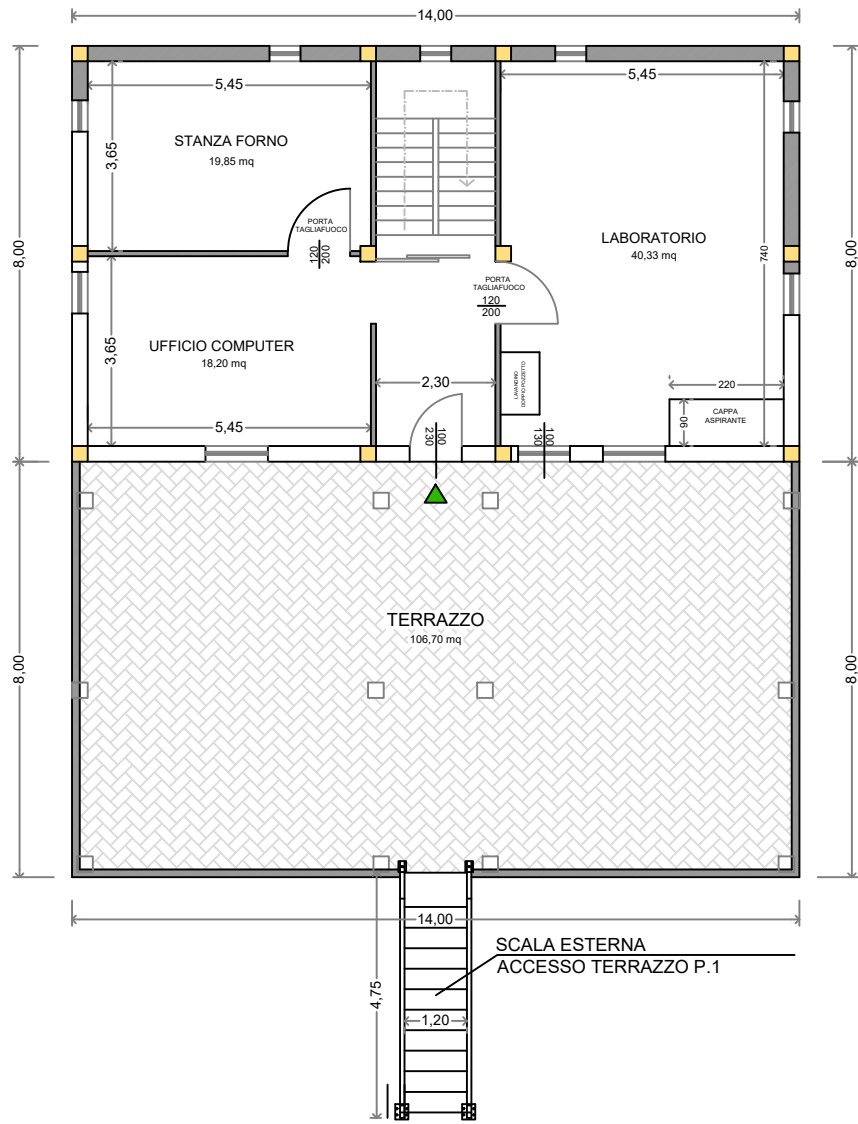 14,00
5,45
5,45
STANZA FORNO
19,85 mq
3,65
PORTA
TAGLIAFUOCO
120
200
8,00
LABORATORIO
40,33 mq
740
8,00
PORTA
TAGLIAFUOCO
120
200
UFFICIO COMPUTER
18,20 mq
3,65
2,30
LAVANDINO
DOPPIO POZZETTO
220
CAPPA
ASPIRANTE
90
5,45
100
230
100
130
TERRAZZO
106,70 mq
8,00
8,00
14,00
SCALA ESTERNA
ACCESSO TERRAZZO P.1
4,75
1,20